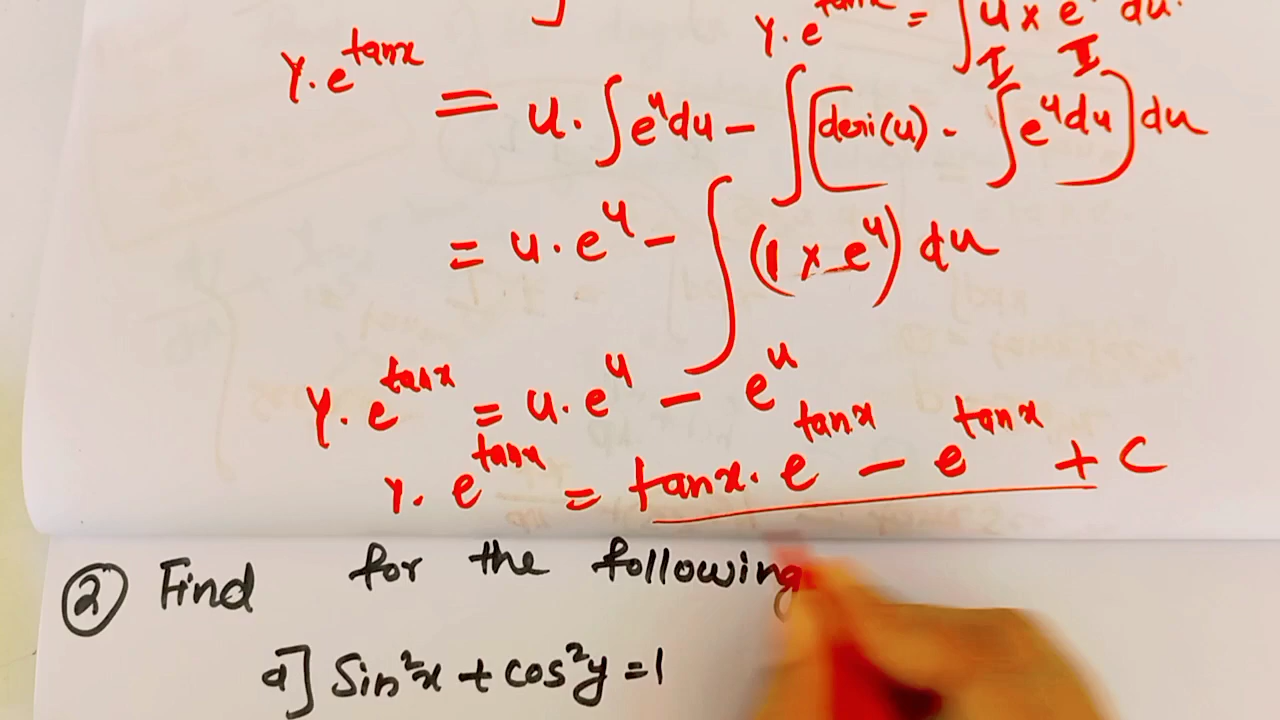 y. e^tanx = ∫ u x e^u du.
I I
y. e^tanx = u. ∫ e^u du - ∫ [deri(u) - ∫ e^u du] du
= u. e^u - ∫ (1 x e^u) du
y. e^tanx = u. e^u - e^u
y. e^tanx = tanx. e^tanx - e^tanx + c
② Find for the following
a] Sin²x + cos²y = 1